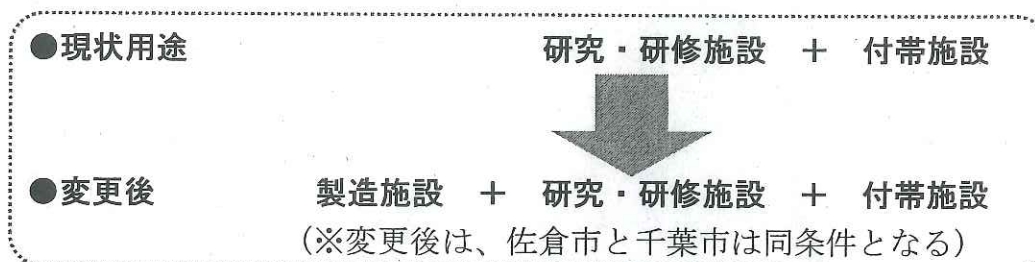 ●現状用途 研究・研修施設 ＋ 付帯施設
●変更後 製造施設 ＋ 研究・研修施設 ＋ 付帯施設
（※変更後は、佐倉市と千葉市は同条件となる）